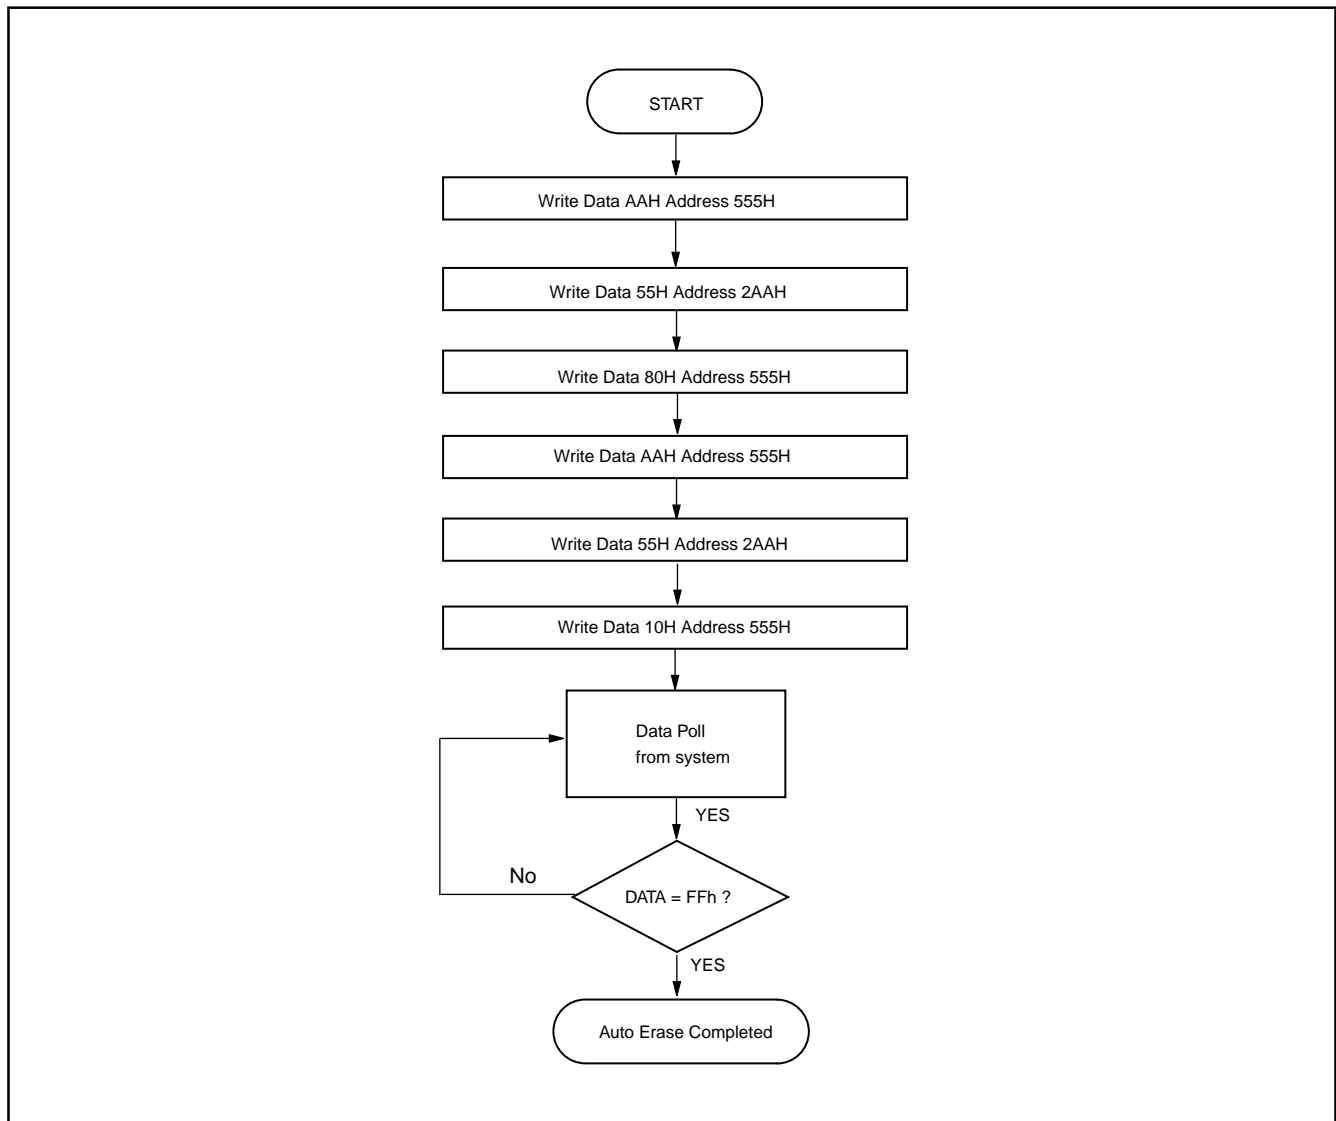 START
Write Data AAH Address 555H
Write Data 55H Address 2AAH
Write Data 80H Address 555H
Write Data AAH Address 555H
Write Data 55H Address 2AAH
Write Data 10H Address 555H
Data Poll
from system
YES
No
DATA = FFh ?
YES
Auto Erase Completed